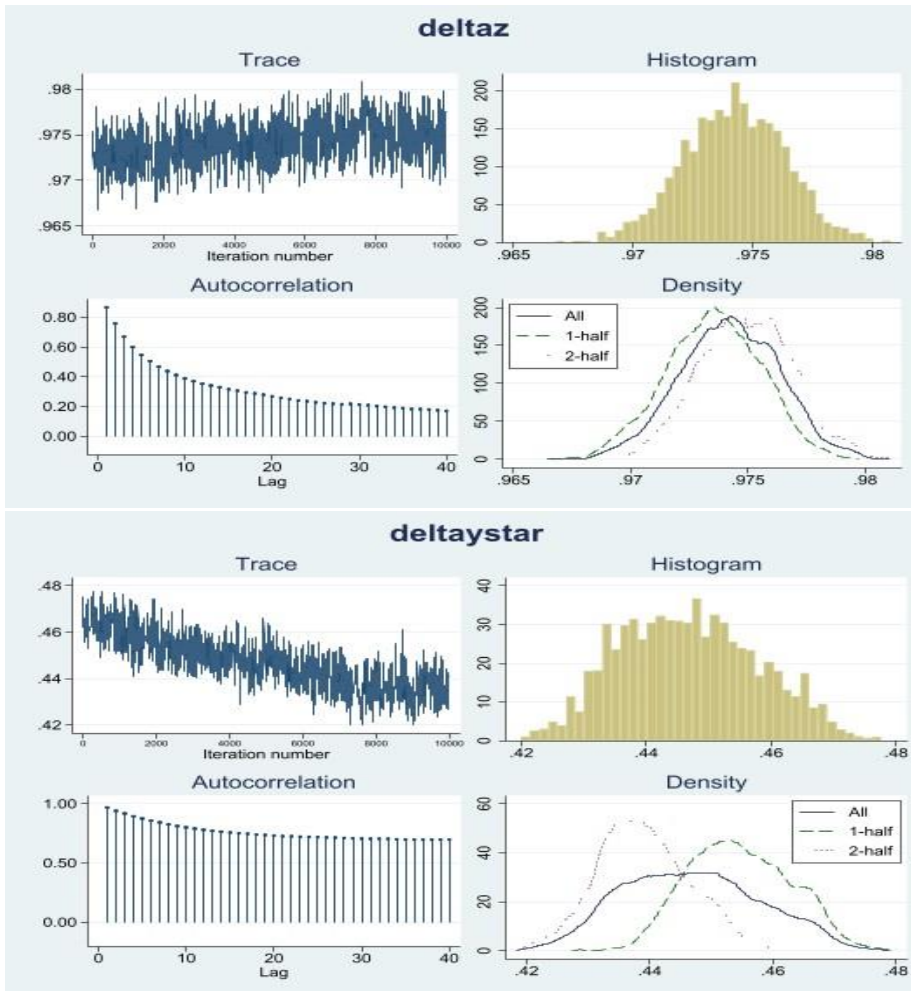 deltaz
Trace
.98
.975
.97
.965
0 2000 4000 6000 8000 10000
Iteration number
Histogram
200
150
100
50
0
.965 .97 .975 .98
Autocorrelation
0.80
0.60
0.40
0.20
0.00
0 10 20 30 40
Lag
Density
200
150
100
50
0
All
1-half
2-half
.965 .97 .975 .98
deltaystar
Trace
.48
.46
.44
.42
0 2000 4000 6000 8000 10000
Iteration number
Histogram
40
30
20
10
0
.42 .44 .46 .48
Autocorrelation
1.00
0.50
0.00
0 10 20 30 40
Lag
Density
60
40
20
0
All
1-half
2-half
.42 .44 .46 .48